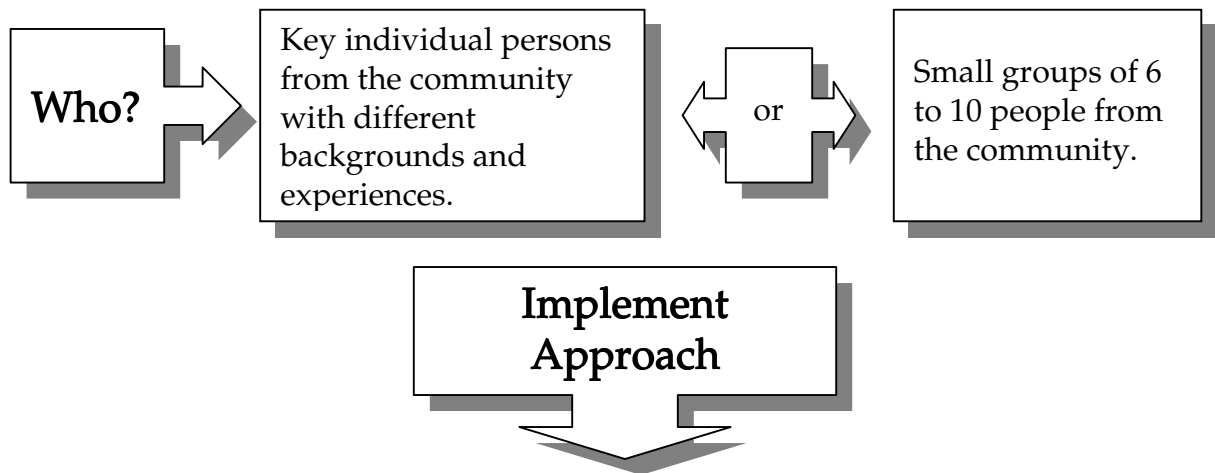 Who?
Key individual persons
from the community
with different
backgrounds and
experiences.
or
Small groups of 6
to 10 people from
the community.
Implement
Approach